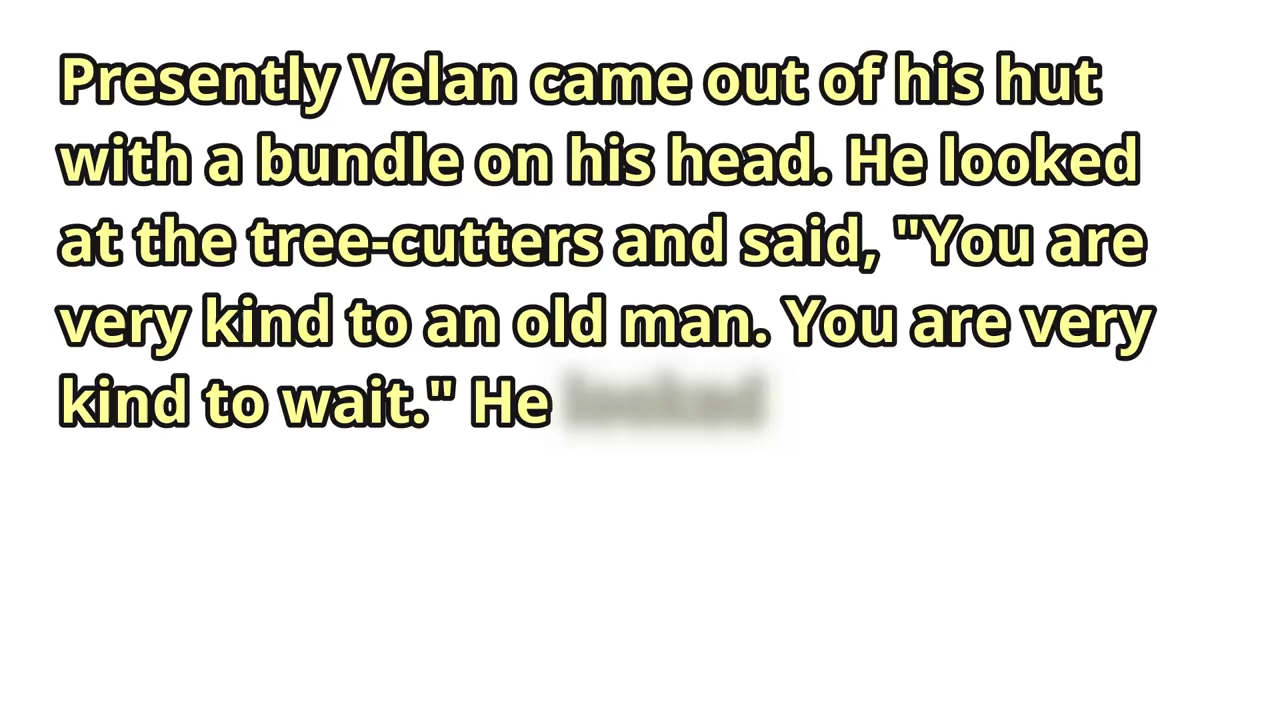 Presently Velan came out of his hut
with a bundle on his head. He looked
at the tree-cutters and said, "You are
very kind to an old man. You are very
kind to wait." He